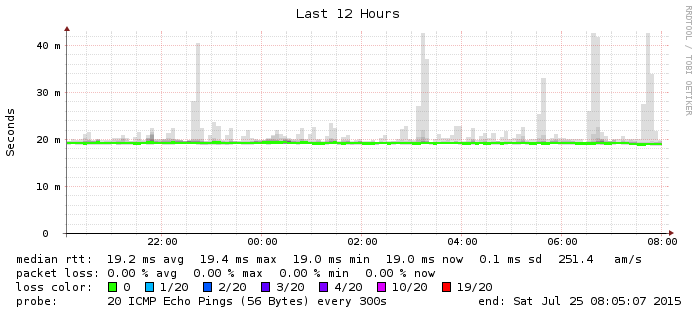 Last 12 Hours
RRDTOOL / TOBI OETIKER
Seconds
40 m
30 m
20 m
10 m
0
22:00 00:00 02:00 04:00 06:00 08:00
median rtt: 19.2 ms avg 19.4 ms max 19.0 ms min 19.0 ms now 0.1 ms sd 251.4 am/s
packet loss: 0.00 % avg 0.00 % max 0.00 % min 0.00 % now
loss color: 0 1/20 2/20 3/20 4/20 10/20 19/20
probe: 20 ICMP Echo Pings (56 Bytes) every 300s end: Sat Jul 25 08:05:07 2015